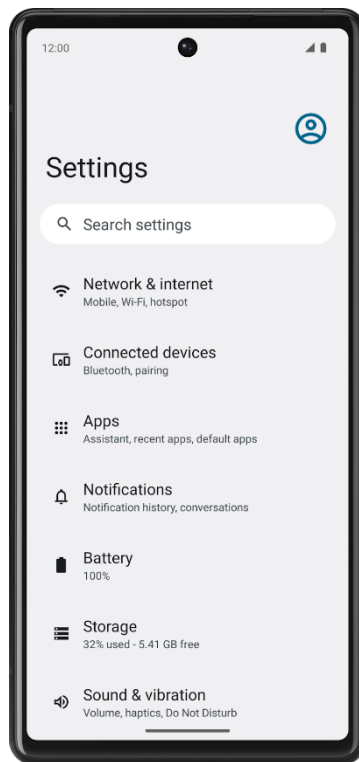 12:00
Settings
Search settings
Network & internet
Mobile, Wi-Fi, hotspot
Connected devices
Bluetooth, pairing
Apps
Assistant, recent apps, default apps
Notifications
Notification history, conversations
Battery
100%
Storage
32% used - 5.41 GB free
Sound & vibration
Volume, haptics, Do Not Disturb